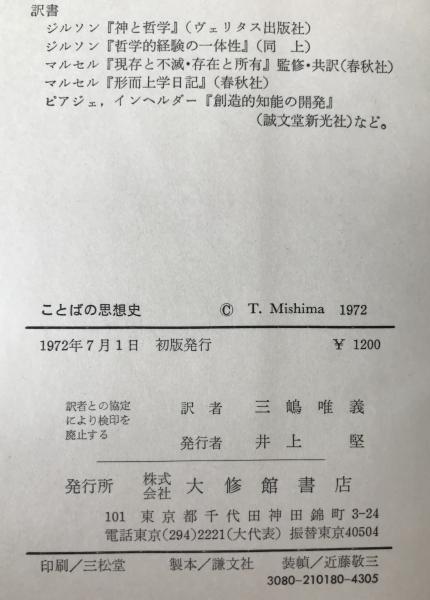 訳書
ジルソン『神と哲学』(ヴェリタス出版社)
ジルソン『哲学的経験の一体性』(同　上)
マルセル『現存と不滅・存在と所有』監修・共訳(春秋社)
マルセル『形而上学日記』(春秋社)
ピアジェ，インヘルダー『創造的知能の開発』
(誠文堂新光社)など。
ことばの思想史　© T. Mishima 1972
1972年7月1日　初版発行　￥1200
訳者との協定
により検印を
廃止する
訳　者　三　嶋　唯　義
発行者　井　上　　堅
発行所　株式会社　大　修　館　書　店
101　東京都千代田神田錦町3-24
電話東京(294)2221(大代表)　振替東京40504
印刷／三松堂　製本／謙文社　装幀／近藤敬三
3080-210180-4305